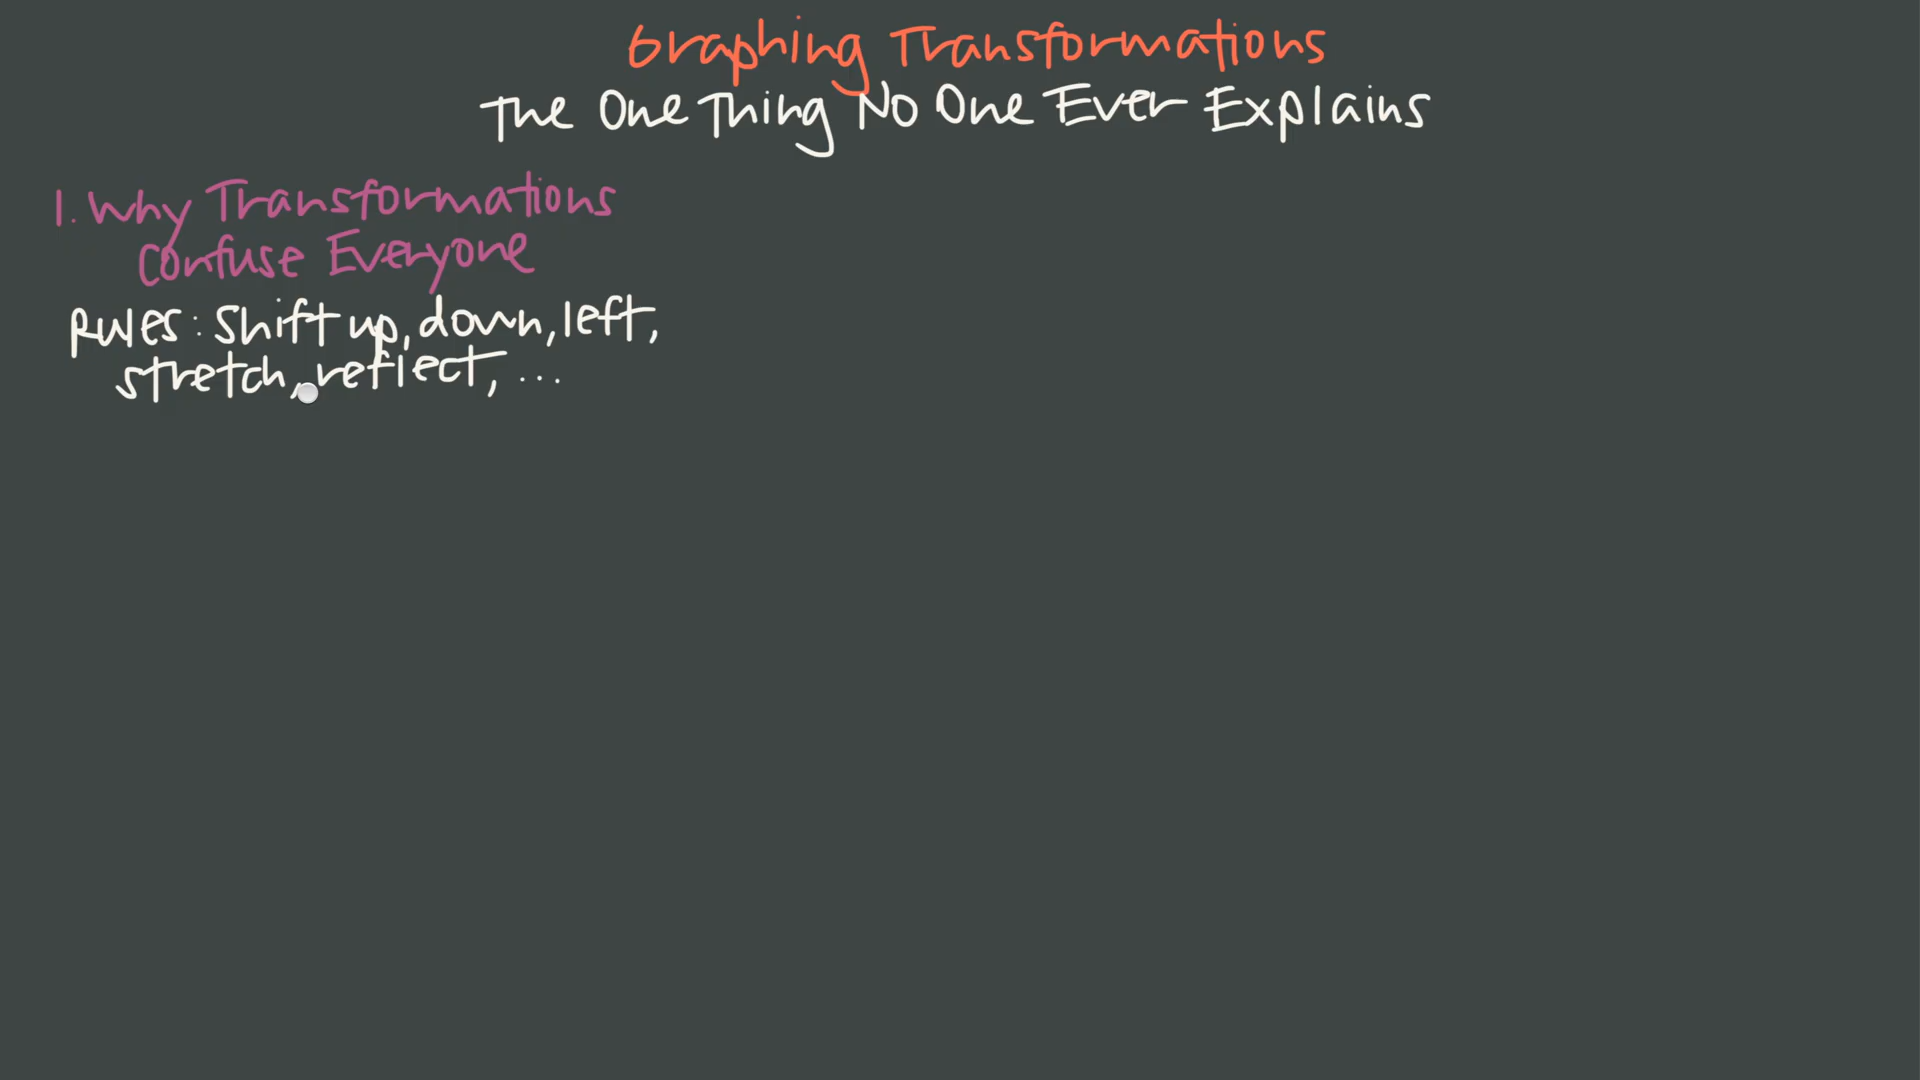 Graphing Transformations
The One Thing No One Ever Explains
1. Why Transformations
Confuse Everyone
Rules: Shift up, down, left,
stretch, reflect, ...